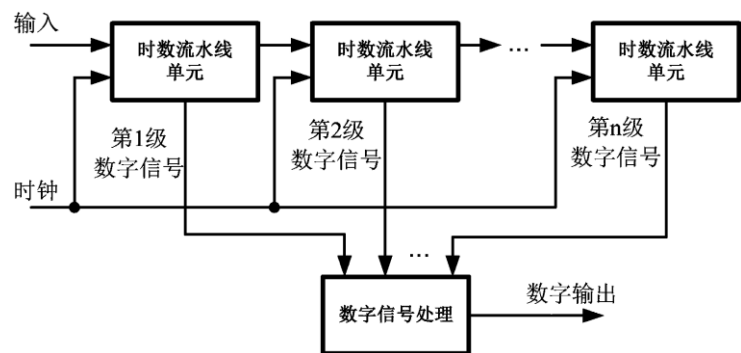 输入
时数流水线
单元
时数流水线
单元
...
时数流水线
单元
第1级
数字信号
第2级
数字信号
第n级
数字信号
时钟
...
数字信号处理
数字输出